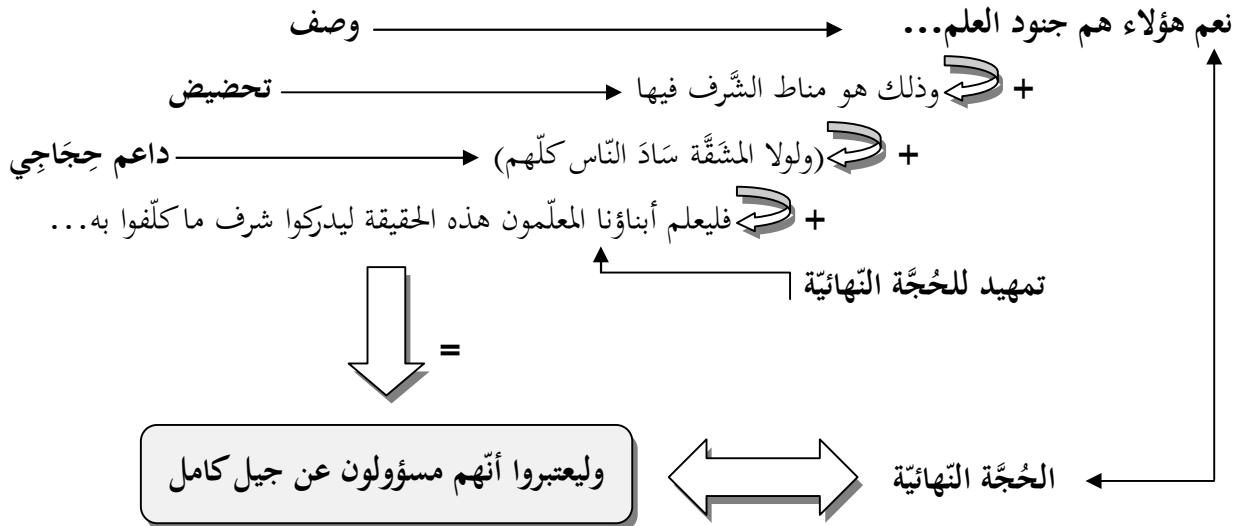 نعم هؤلاء هم جنود العلم... وصف
+ وذلك هو مناط الشَّرف فيها تحضيض
+ (ولولا المشَقَّة سَادَ النّاس كلّهم) داعم حِجَاجِي
+ فليعلم أبناؤنا المعلّمون هذه الحقيقة ليدركوا شرف ما كلّفوا به...
تمهيد للحُجَّة النّهائيّة
=
الحُجَّة النّهائيّة وليعتبروا أنّهم مسؤولون عن جيل كامل